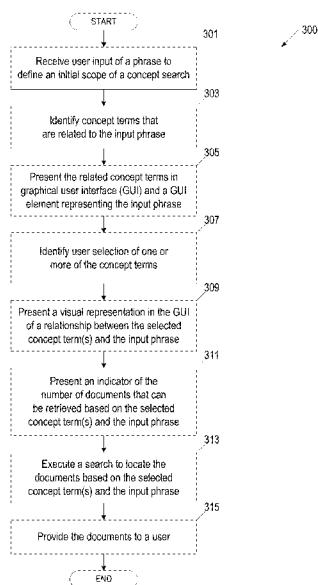 START
301
300
Receive user input of a phrase to
define an initial scope of a concept search
303
Identify concept terms that
are related to the input phrase
305
Present the related concept terms in
graphical user interface (GUI) and a GUI
element representing the input phrase
307
Identify user selection of one or
more of the concept terms
309
Present a visual representation in the GUI
of a relationship between the selected
concept term(s) and the input phrase
311
Present an indicator of the
number of documents that can
be retrieved based on the selected
concept term(s) and the input phrase
313
Execute a search to locate the
documents based on the selected
concept term(s) and the input phrase
315
Provide the documents to a user
END